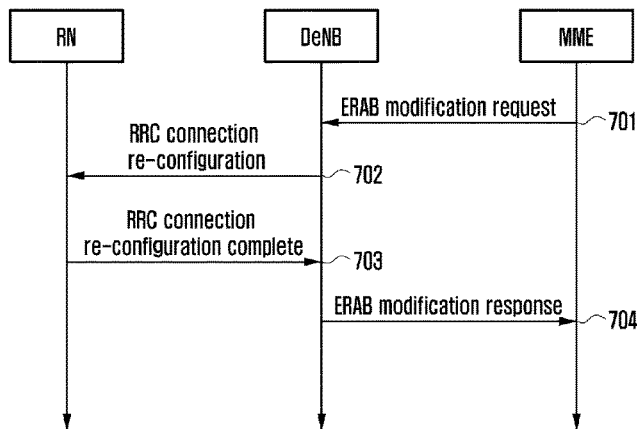 RN
DeNB
MME
ERAB modification request
701
RRC connection
re-configuration
702
RRC connection
re-configuration complete
703
ERAB modification response
704